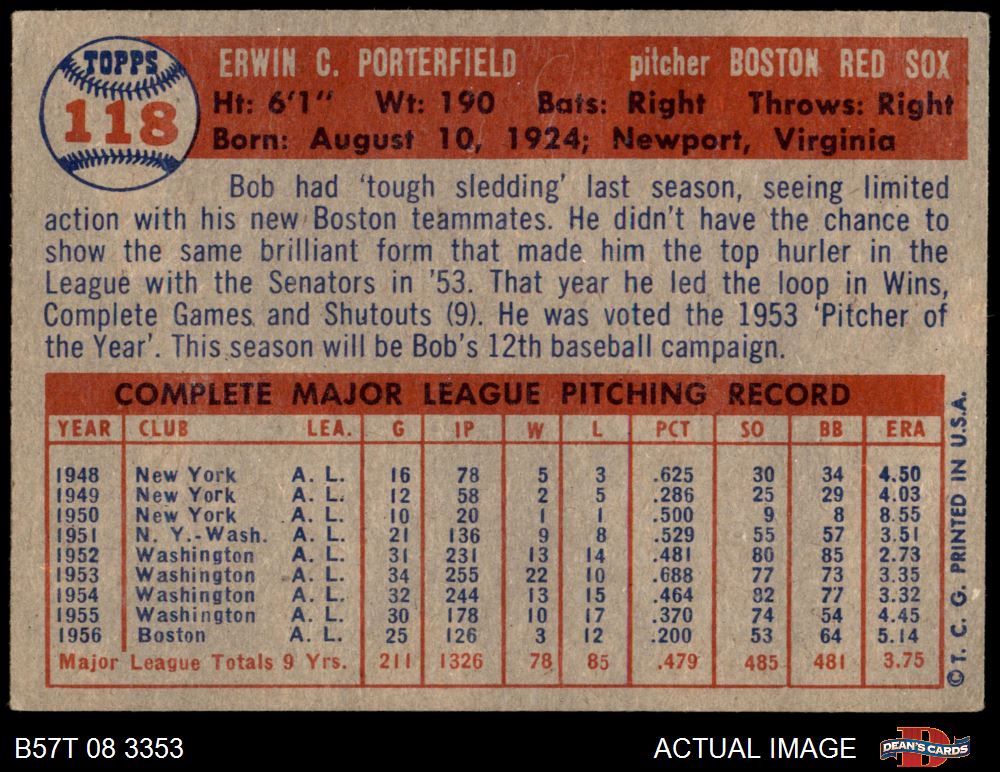 TOPPS
118
ERWIN C. PORTERFIELD pitcher BOSTON RED SOX
Ht: 6'1" Wt: 190 Bats: Right Throws: Right
Born: August 10, 1924; Newport, Virginia
Bob had 'tough sledding' last season, seeing limited
action with his new Boston teammates. He didn't have the chance to
show the same brilliant form that made him the top hurler in the
League with the Senators in '53. That year he led the loop in Wins,
Complete Games and Shutouts (9). He was voted the 1953 'Pitcher of
the Year'. This season will be Bob's 12th baseball campaign.
COMPLETE MAJOR LEAGUE PITCHING RECORD
YEAR CLUB LEA. G IP W L PCT SO BB ERA
1948 New York A. L. 16 78 5 3 .625 30 34 4.50
1949 New York A. L. 12 58 2 5 .286 25 29 4.03
1950 New York A. L. 10 20 1 1 .500 9 8 8.55
1951 N. Y.-Wash. A. L. 21 136 9 8 .529 55 57 3.51
1952 Washington A. L. 31 231 13 14 .481 80 85 2.73
1953 Washington A. L. 34 255 22 10 .688 77 73 3.35
1954 Washington A. L. 32 244 13 15 .464 82 77 3.32
1955 Washington A. L. 30 178 10 17 .370 74 54 4.45
1956 Boston A. L. 25 126 3 12 .200 53 64 5.14
Major League Totals 9 Yrs. 211 1326 78 85 .479 485 481 3.75
© T. C. G. PRINTED IN U.S.A.
B57T 08 3353 ACTUAL IMAGE DEAN'S CARDS